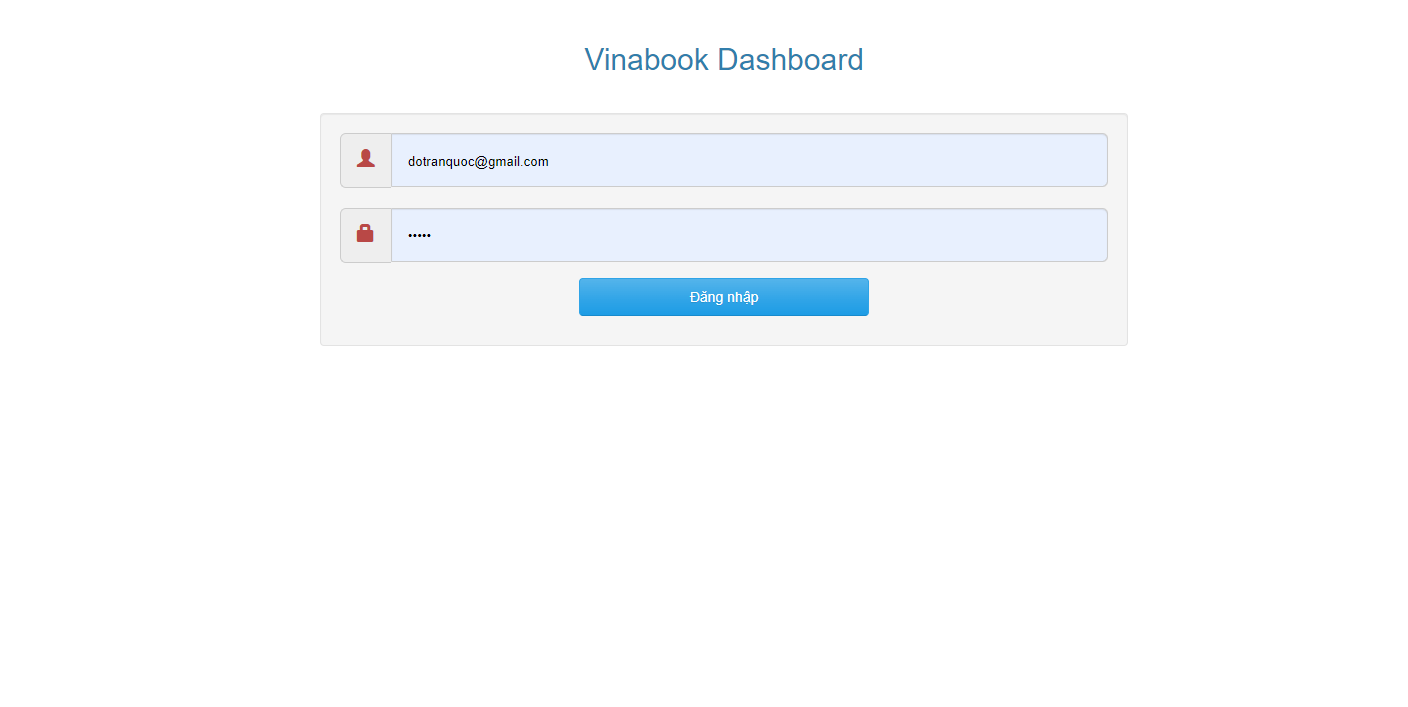 Vinabook Dashboard
dotranquoc@gmail.com
•••••
Đăng nhập